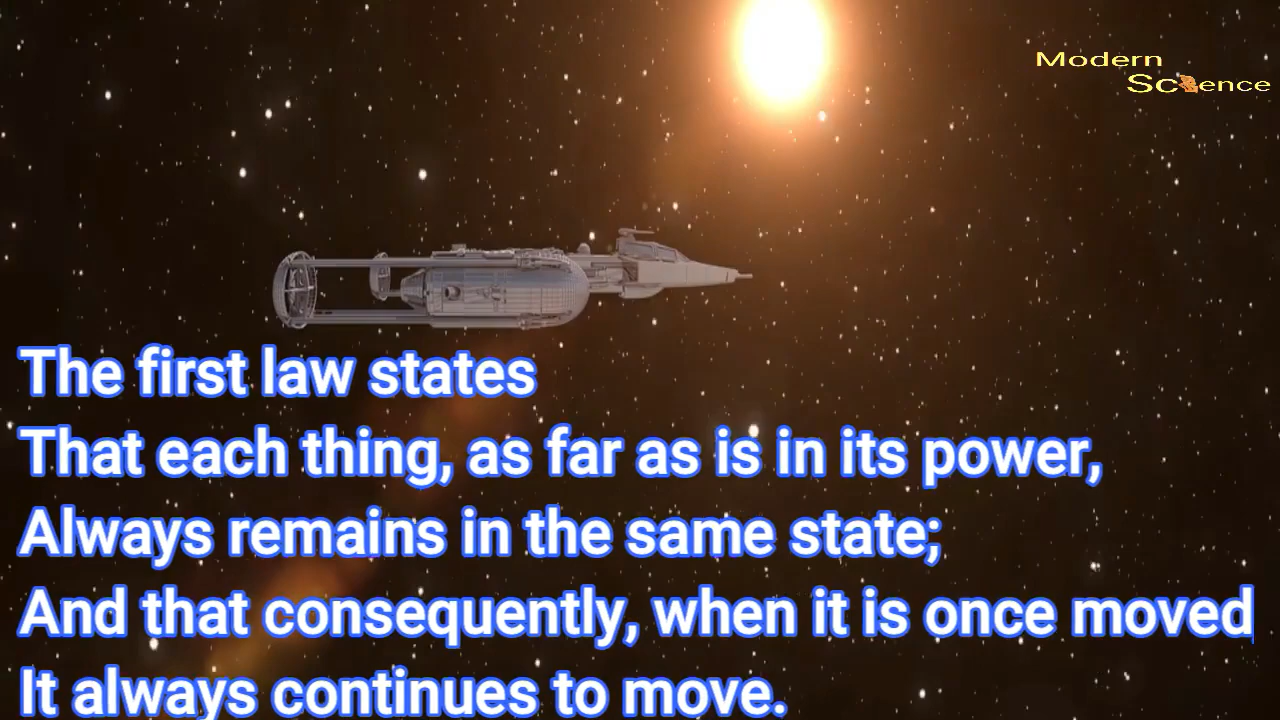 Modern
Science
The first law states
That each thing, as far as is in its power,
Always remains in the same state;
And that consequently, when it is once moved
It always continues to move.